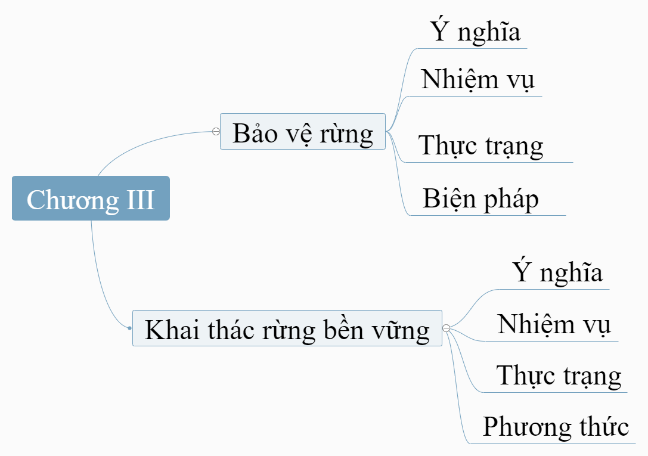 Chương III
Bảo vệ rừng
Ý nghĩa
Nhiệm vụ
Thực trạng
Biện pháp
Khai thác rừng bền vững
Ý nghĩa
Nhiệm vụ
Thực trạng
Phương thức